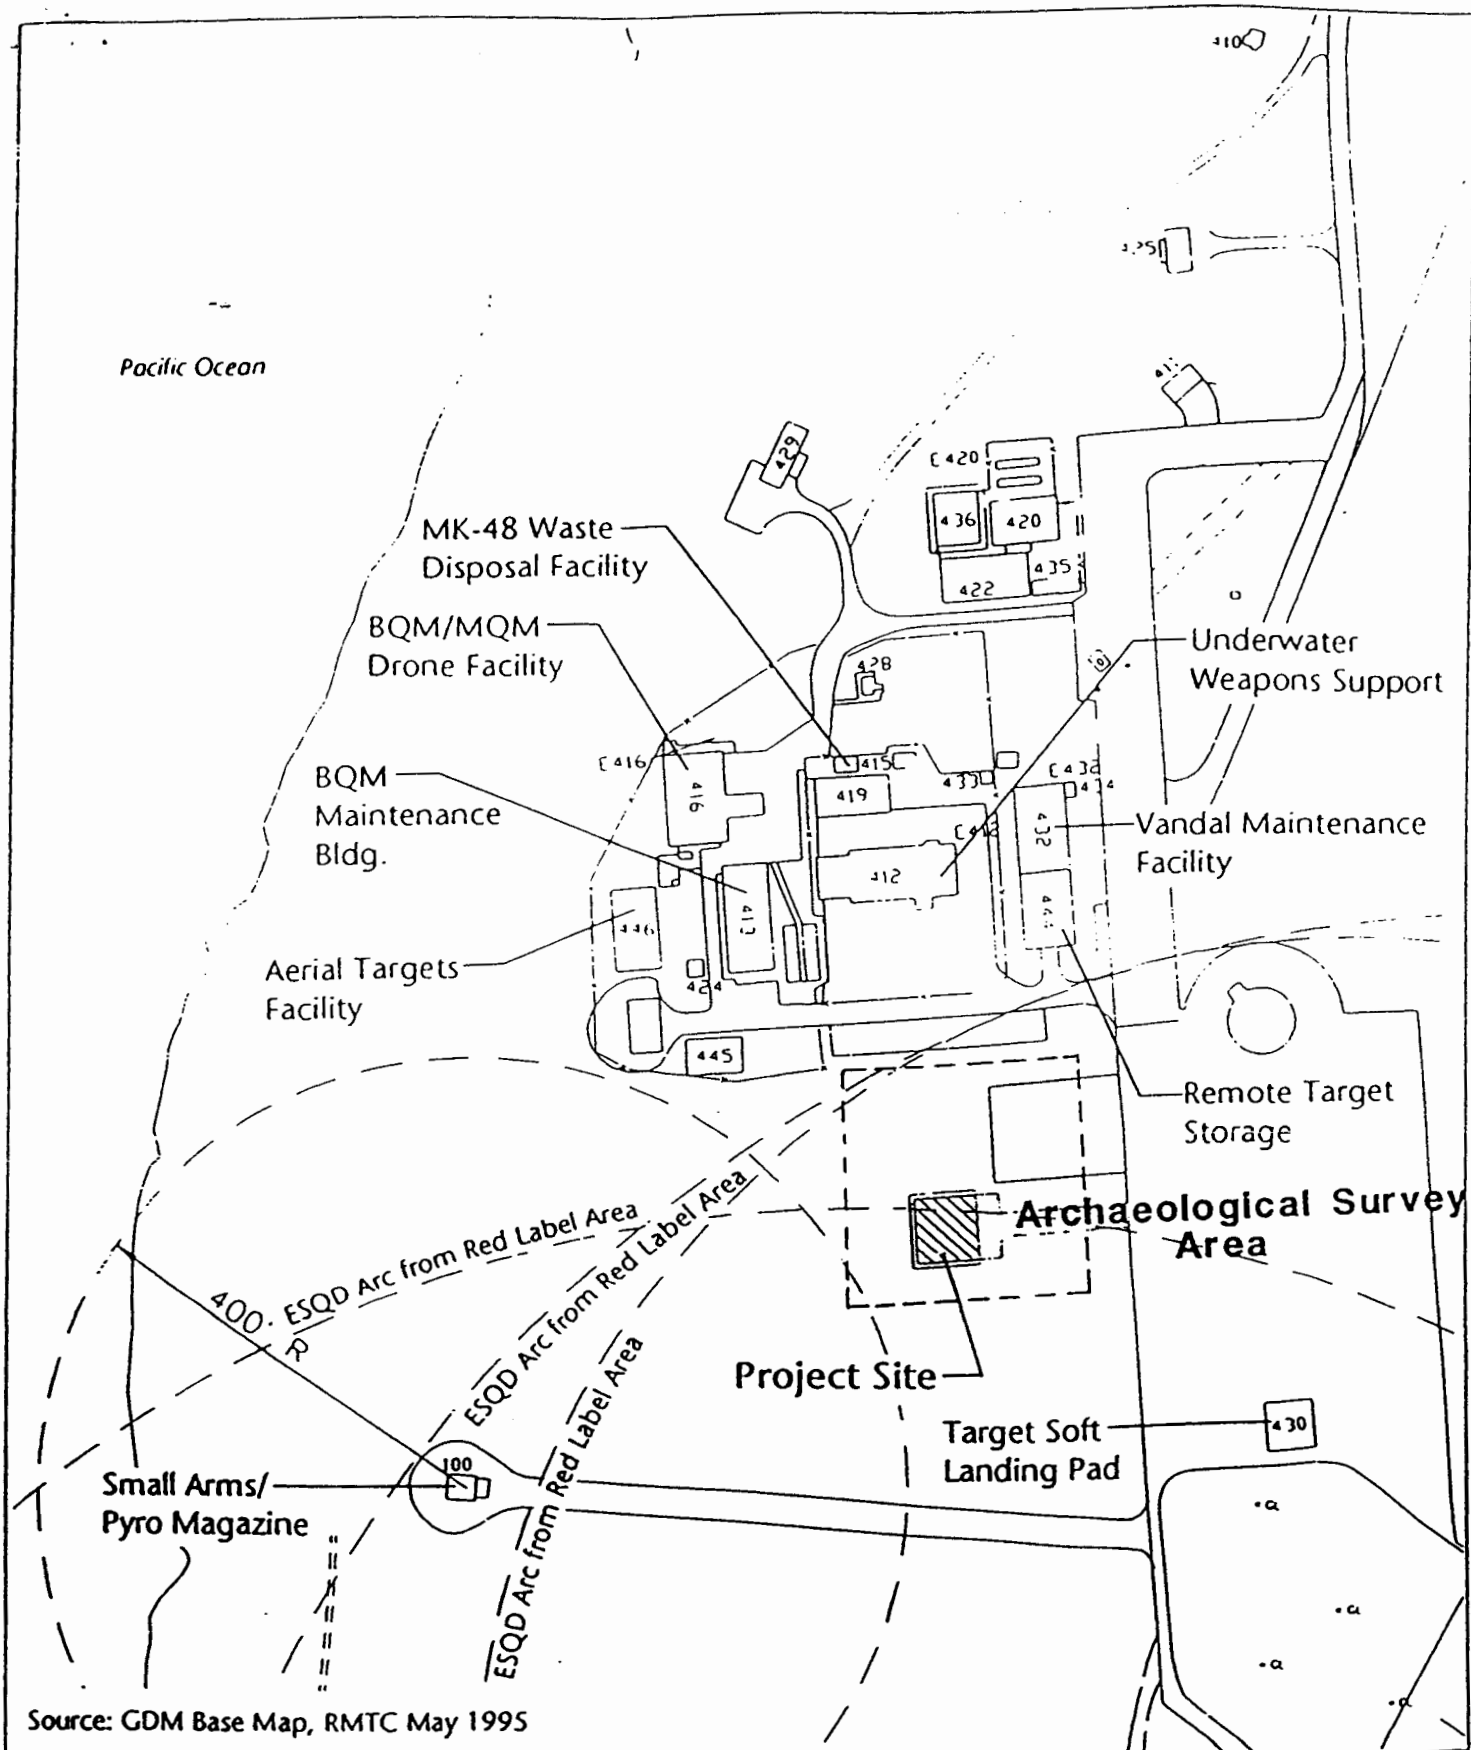 Pacific Ocean
429
E 420
436
420
422
435
MK-48 Waste
Disposal Facility
BQM/MQM
Drone Facility
Underwater
Weapons Support
428
E 416
416
415
419
433
E 432
432
BQM
Maintenance
Bldg.
Vandal Maintenance
Facility
413
446
424
Aerial Targets
Facility
445
Remote Target
Storage
Archaeological Survey
Area
ESQD Arc from Red Label Area
ESQD Arc from Red Label Area
ESQD Arc from Red Label Area
400'
R
Project Site
Target Soft
Landing Pad
430
100
Small Arms/
Pyro Magazine
a
a
a
a
Source: GDM Base Map, RMTC May 1995